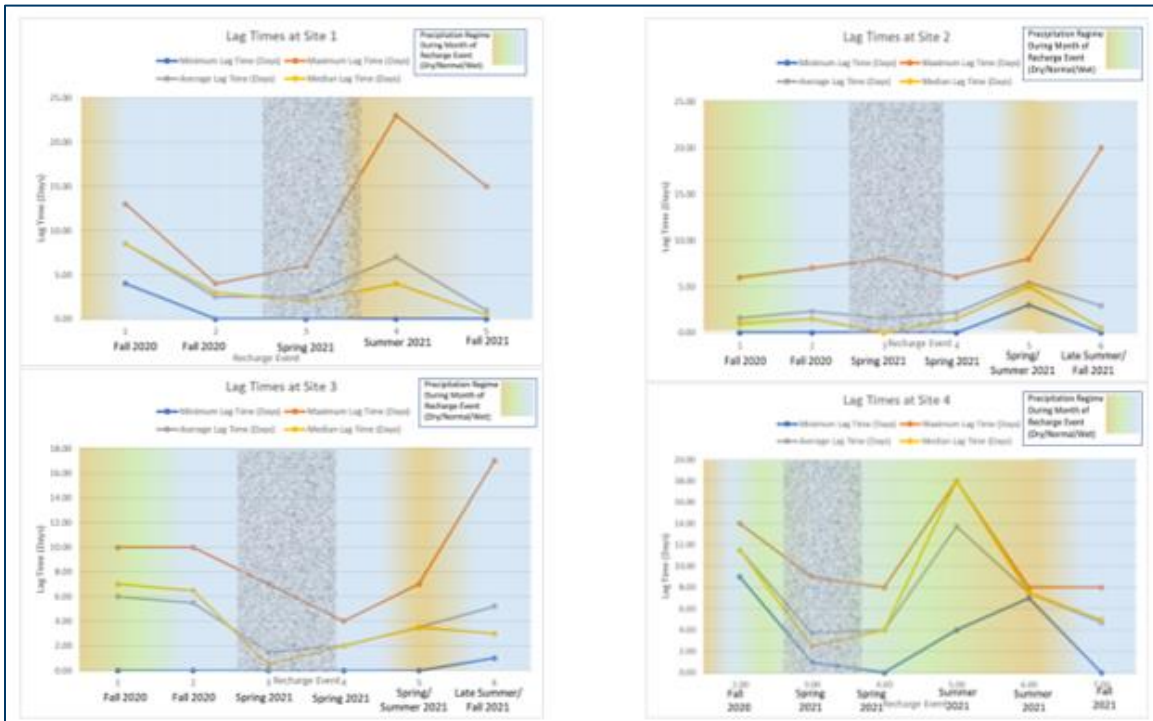 Lag Times at Site 1
Precipitation Regime
During Month of
Recharge Event
(Dry/Normal/Wet)
Minimum Lag Time (Days)
Maximum Lag Time (Days)
Average Lag Time (Days)
Median Lag Time (Days)
25.00
20.00
15.00
10.00
5.00
0.00
Lag Time (Days)
1 2 3 4 5
Fall 2020 Fall 2020 Spring 2021 Summer 2021 Fall 2021
Recharge Event
Lag Times at Site 2
Precipitation Regime
During Month of
Recharge Event
(Dry/Normal/Wet)
Minimum Lag Time (Days)
Maximum Lag Time (Days)
Average Lag Time (Days)
Median Lag Time (Days)
25.00
20.00
15.00
10.00
5.00
0.00
Lag Time (Days)
1 2 3 4 5 6
Recharge Event
Fall 2020 Fall 2020 Spring 2021 Spring 2021 Spring/ Late Summer/
Summer 2021 Fall 2021
Lag Times at Site 3
Precipitation Regime
During Month of
Recharge Event
(Dry/Normal/Wet)
Minimum Lag Time (Days)
Maximum Lag Time (Days)
Average Lag Time (Days)
Median Lag Time (Days)
18.00
16.00
14.00
12.00
10.00
8.00
6.00
4.00
2.00
0.00
Lag Time (Days)
1 2 3 4 5 6
Recharge Event
Fall 2020 Fall 2020 Spring 2021 Spring 2021 Spring/ Late Summer/
Summer 2021 Fall 2021
Lag Times at Site 4
Precipitation Regime
During Month of
Recharge Event
(Dry/Normal/Wet)
Minimum Lag Time (Days)
Maximum Lag Time (Days)
Average Lag Time (Days)
Median Lag Time (Days)
20.00
18.00
16.00
14.00
12.00
10.00
8.00
6.00
4.00
2.00
0.00
Lag Time (Days)
3.00 4.00 5.00 6.00 7.00
Fall Spring Spring Summer Summer Fall
2020 2021 2021 2021 2021 2021
Recharge Event